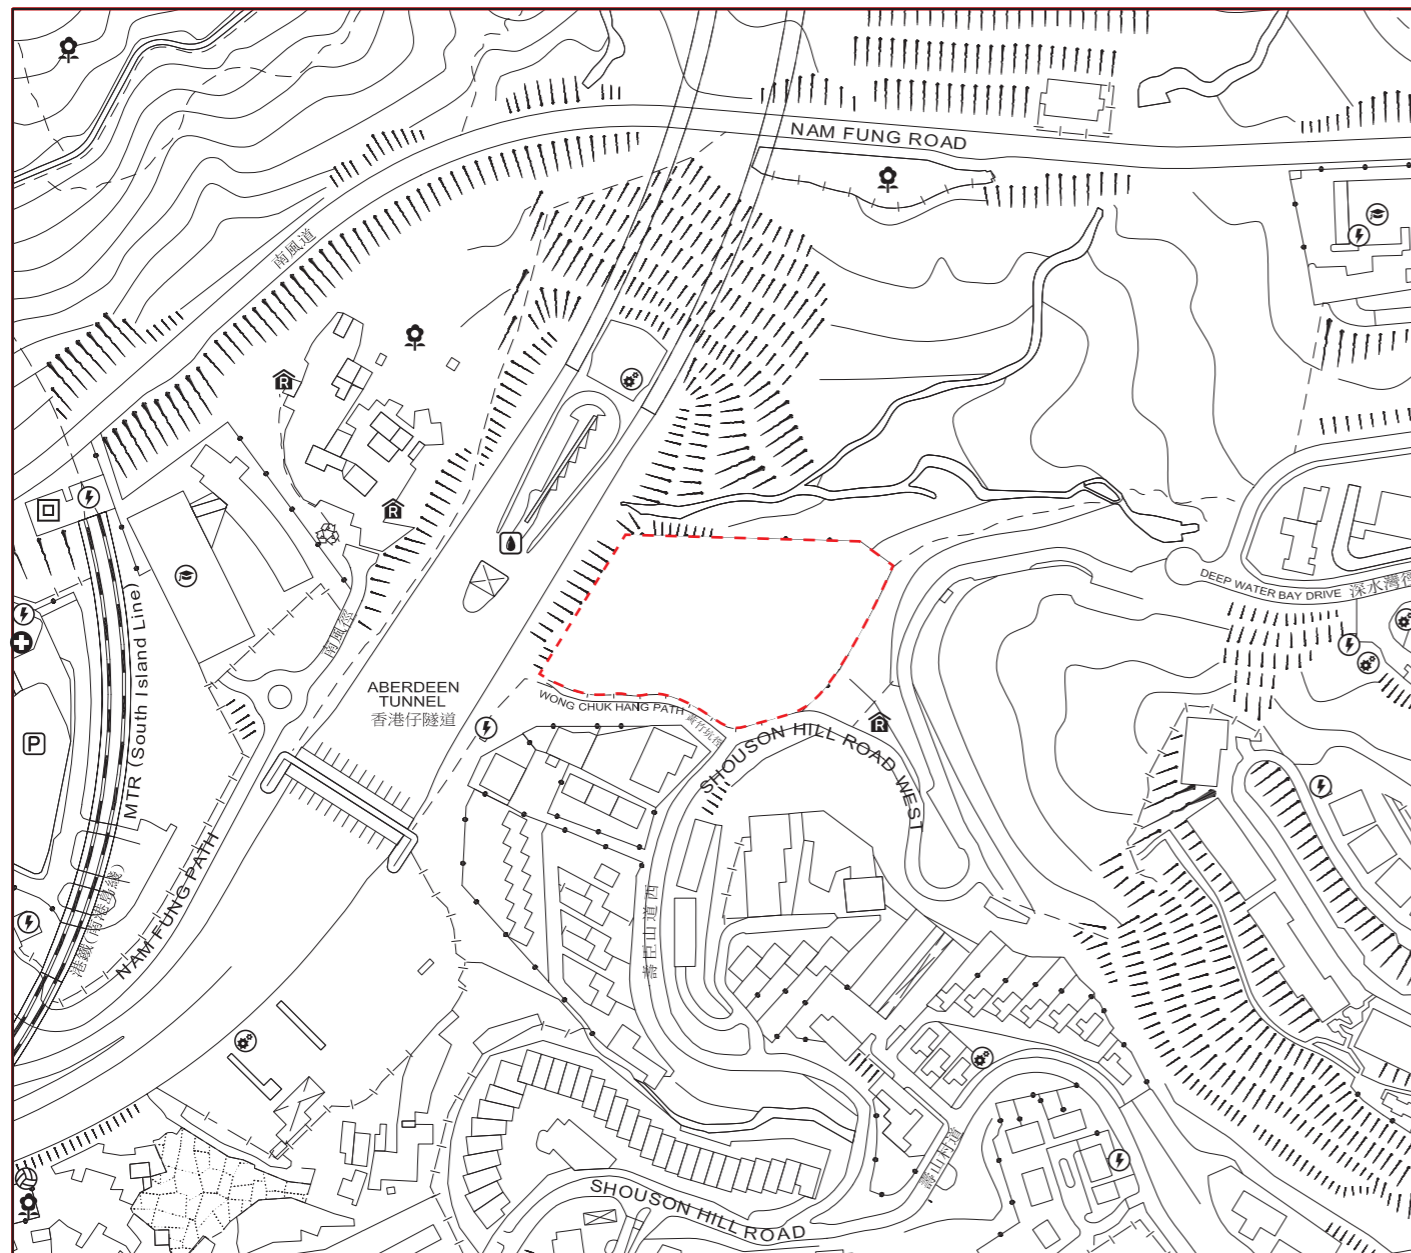 NAM FUNG ROAD
南風道
R
R
MTR (South Island Line)
港鐵(南港島綫)
南風徑
ABERDEEN
TUNNEL
香港仔隧道
DEEP WATER BAY DRIVE 深水灣徑
WONG CHUK HANG PATH 黃竹坑徑
R
SHOUSON HILL ROAD WEST
P
NAM FUNG PATH
壽臣山道西
壽山村道
SHOUSON HILL ROAD